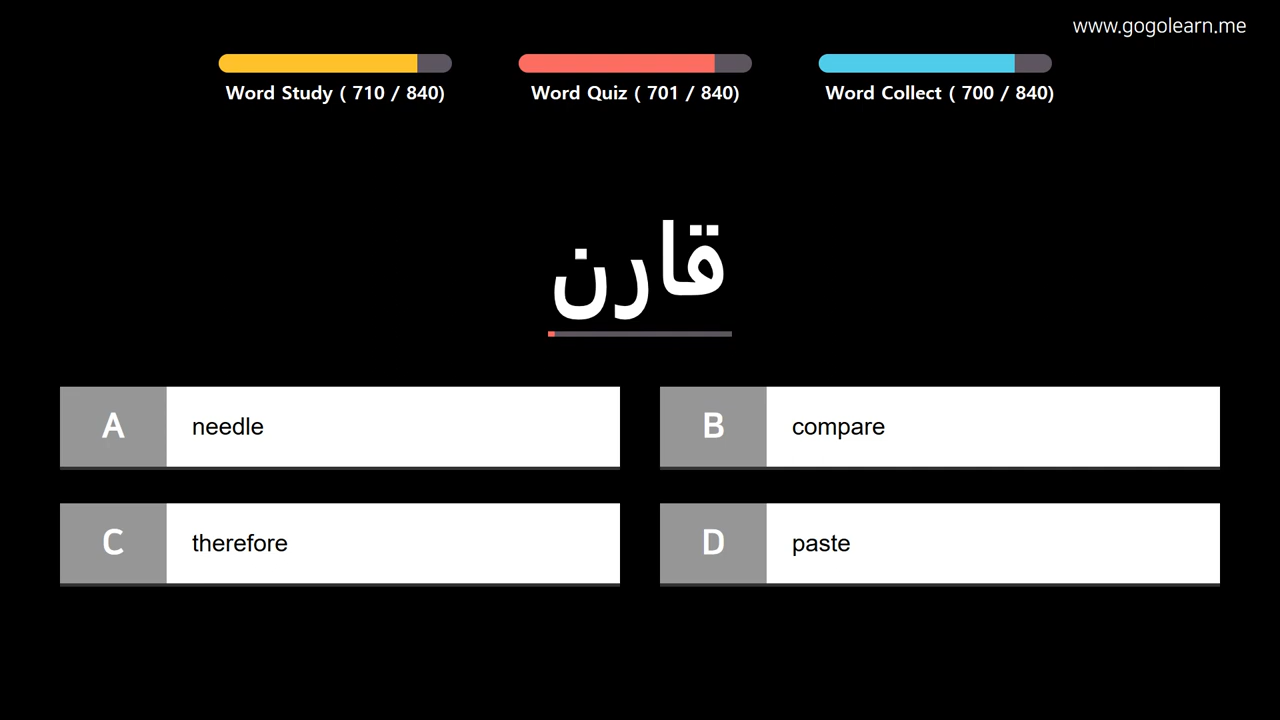 www.gogolearn.me
Word Study ( 710 / 840)
Word Quiz ( 701 / 840)
Word Collect ( 700 / 840)
قارن
A needle
B compare
C therefore
D paste